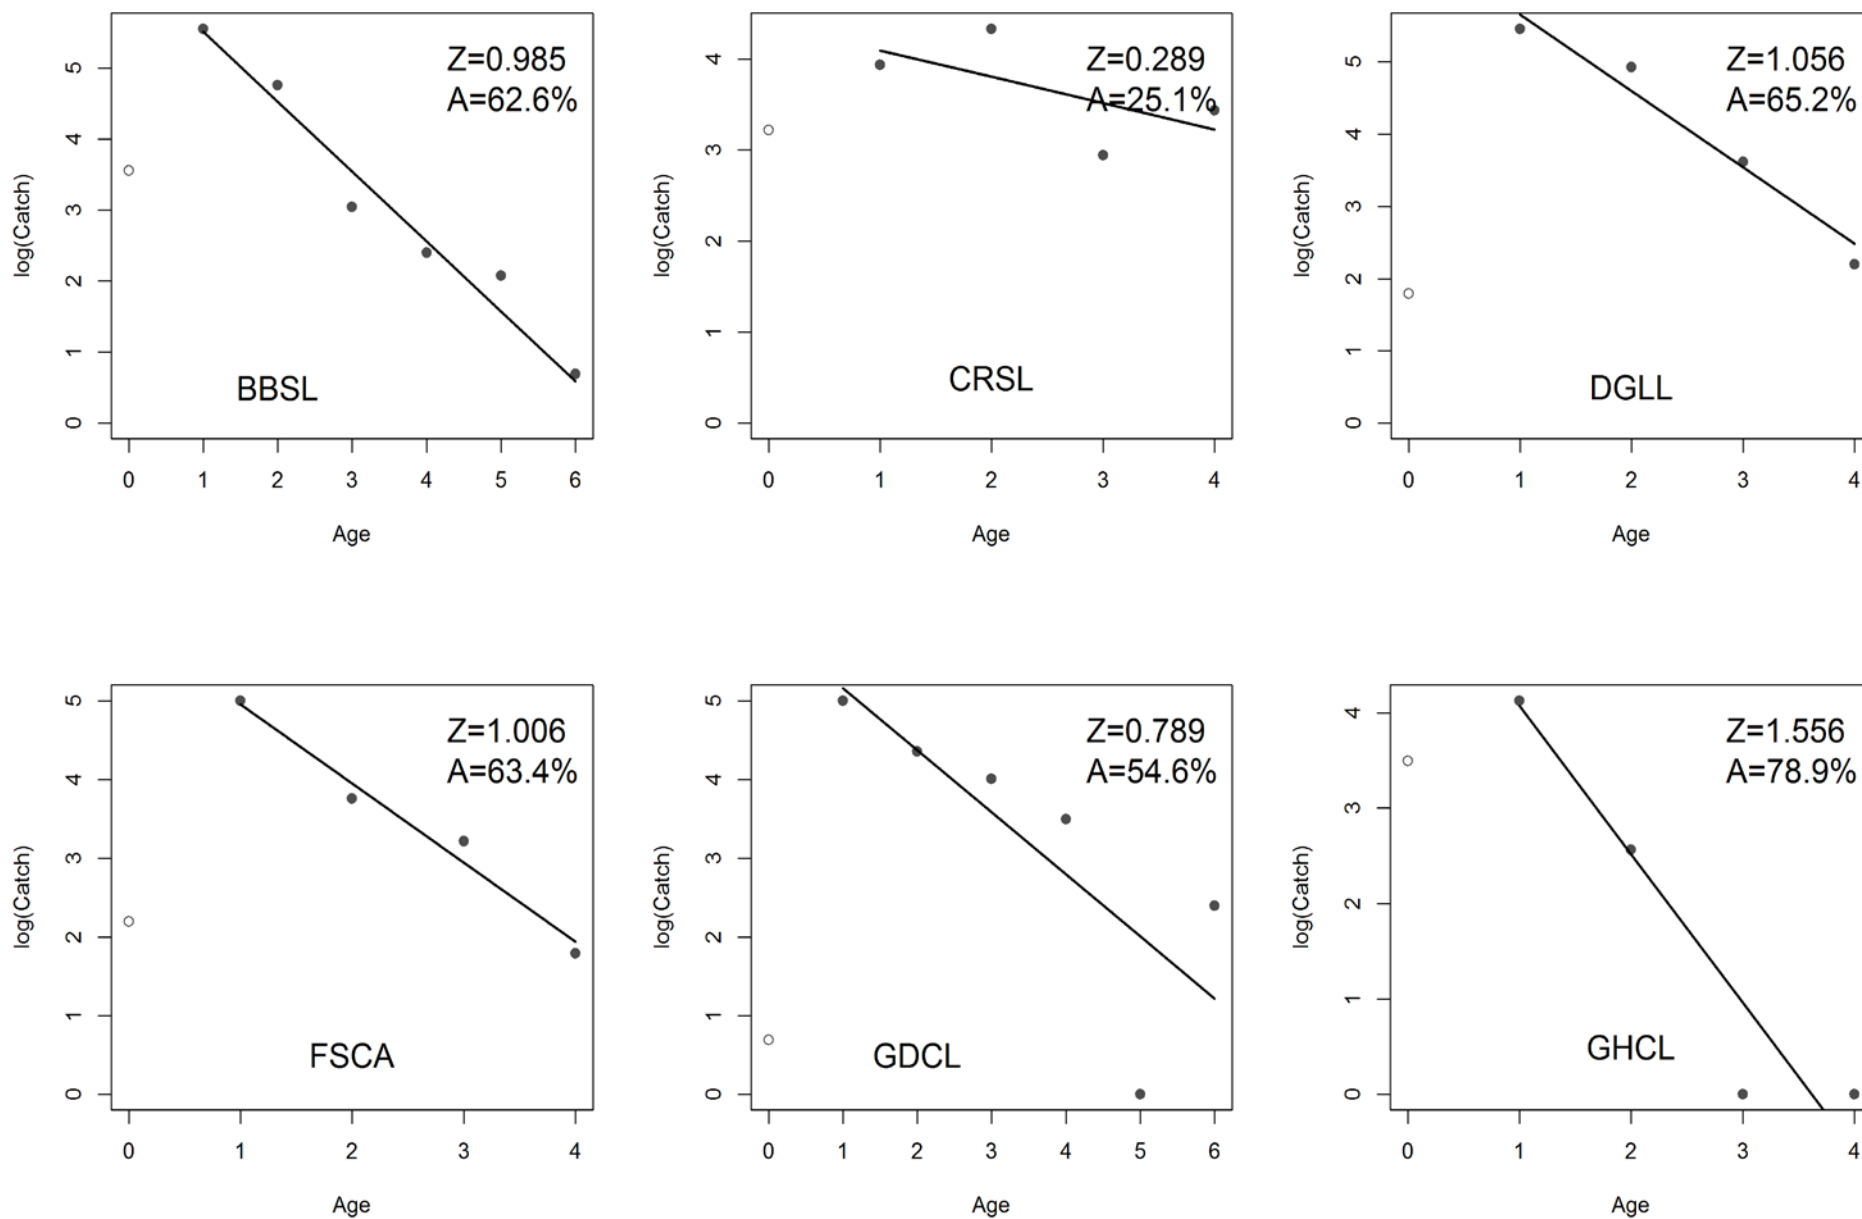 Z=0.985
A=62.6%
BBSL
log(Catch)
0 1 2 3 4 5
0 1 2 3 4 5 6
Age
Z=0.289
A=25.1%
CRSL
log(Catch)
0 1 2 3 4
0 1 2 3 4
Age
Z=1.056
A=65.2%
DGLL
log(Catch)
0 1 2 3 4 5
0 1 2 3 4
Age
Z=1.006
A=63.4%
FSCA
log(Catch)
0 1 2 3 4 5
0 1 2 3 4
Age
Z=0.789
A=54.6%
GDCL
log(Catch)
0 1 2 3 4 5
0 1 2 3 4 5 6
Age
Z=1.556
A=78.9%
GHCL
log(Catch)
0 1 2 3 4
0 1 2 3 4
Age